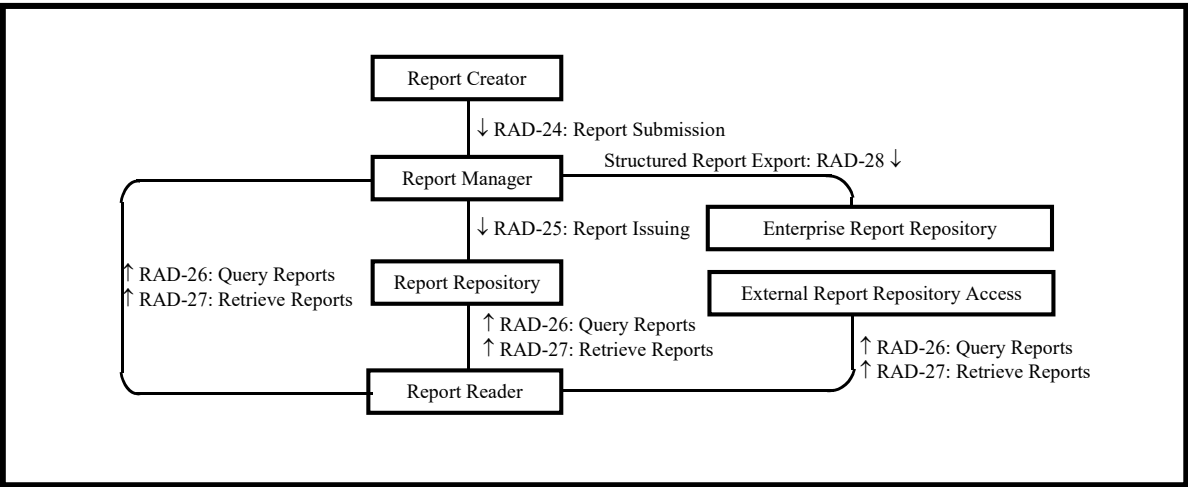 Report Creator
↓ RAD-24: Report Submission
Structured Report Export: RAD-28 ↓
Report Manager
↓ RAD-25: Report Issuing
Enterprise Report Repository
↑ RAD-26: Query Reports
↑ RAD-27: Retrieve Reports
Report Repository
External Report Repository Access
↑ RAD-26: Query Reports
↑ RAD-27: Retrieve Reports
↑ RAD-26: Query Reports
↑ RAD-27: Retrieve Reports
Report Reader